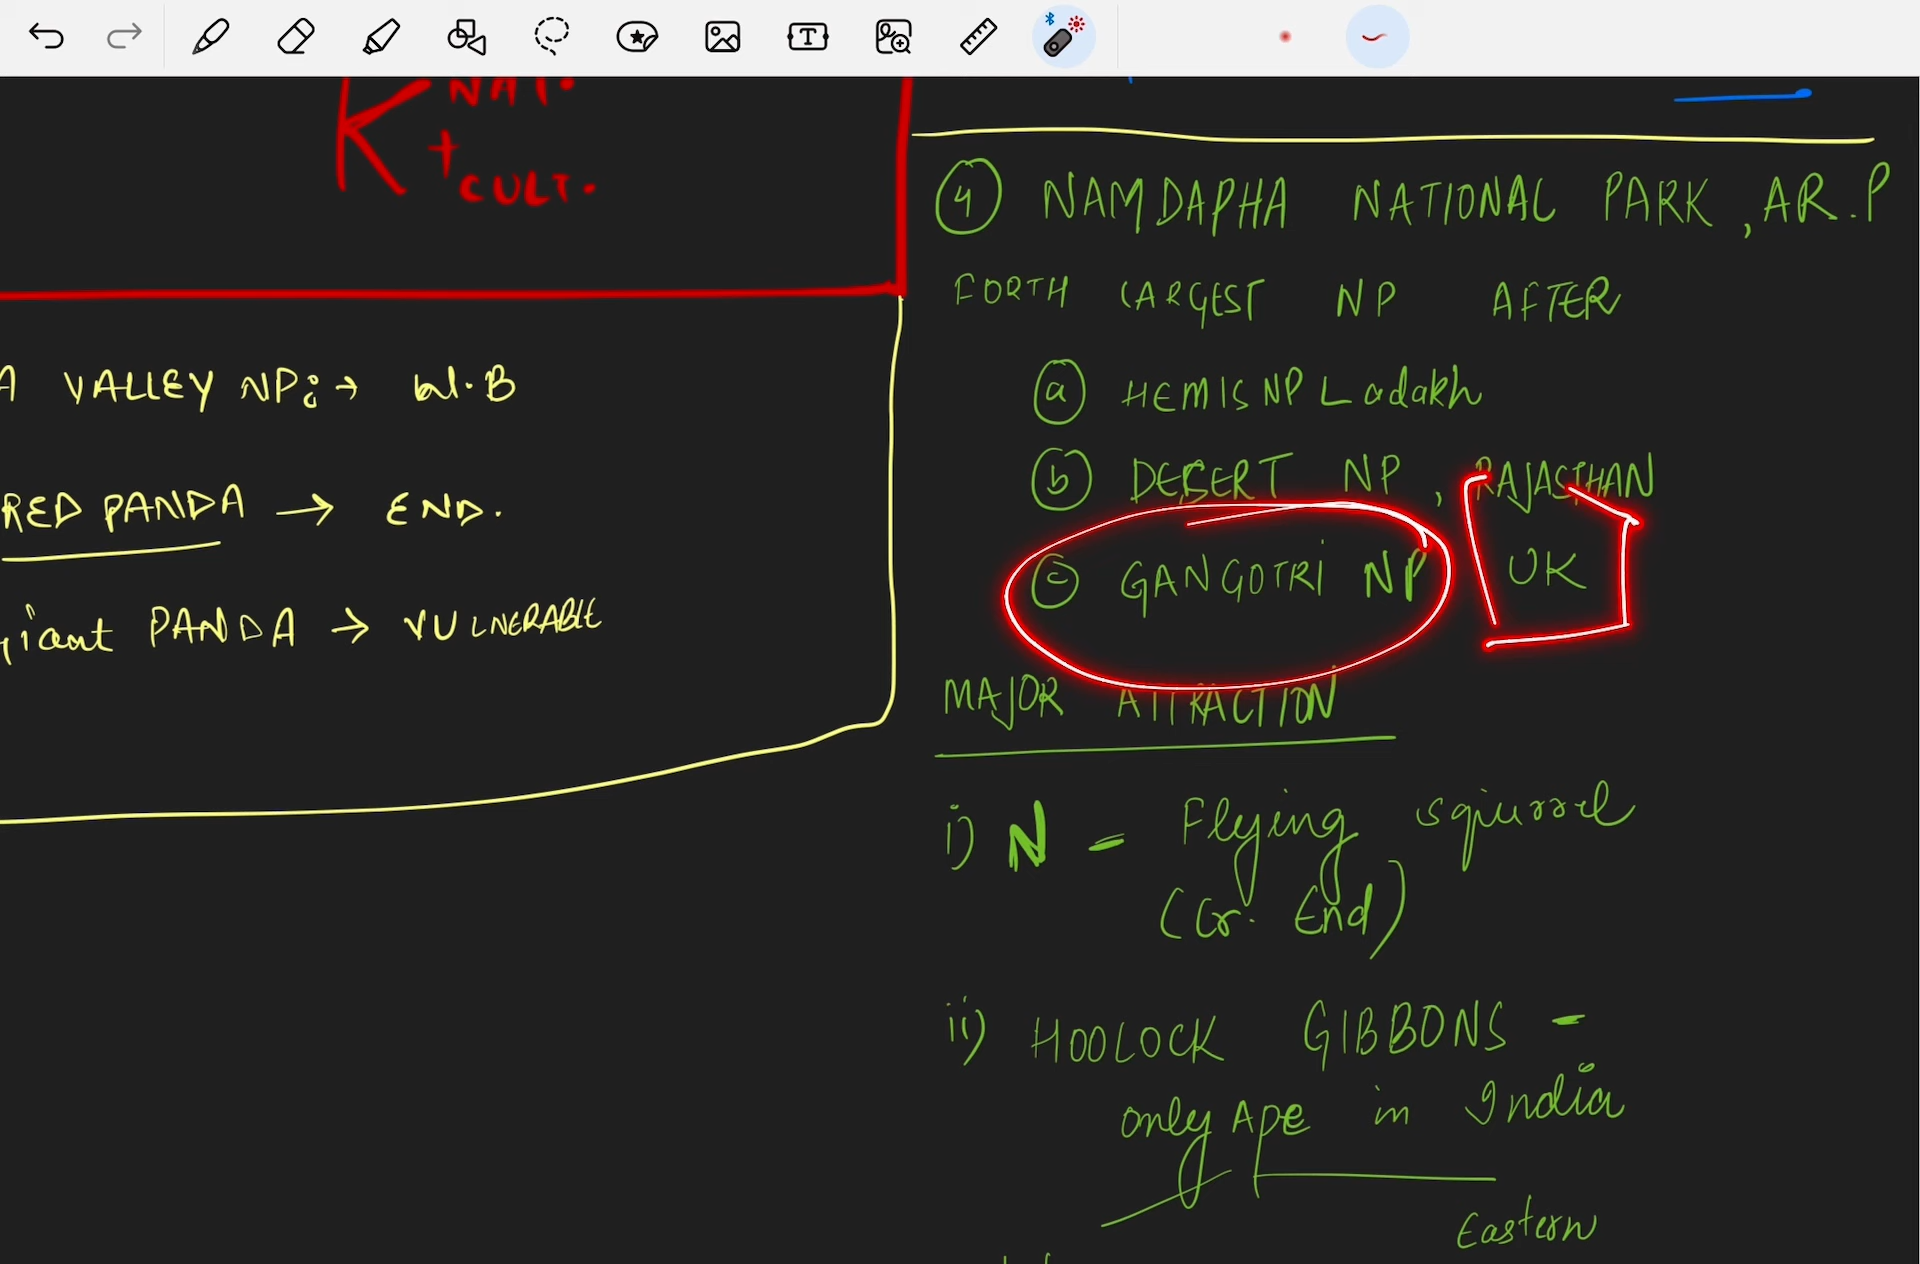 K NAT.
+ CULT.
A VALLEY NP:→ W.B
RED PANDA → END.
giant PANDA → VULNERABLE
④ NAMDAPHA NATIONAL PARK, AR.P
FORTH LARGEST NP AFTER
ⓐ HEMIS NP Ladakh
ⓑ DESERT NP, RAJASTHAN
ⓒ GANGOTRI NP UK
MAJOR ATTRACTION
i) N - Flying squirrel
(Cr. End)
ii) HOOLOCK GIBBONS -
only Ape in India
Eastern